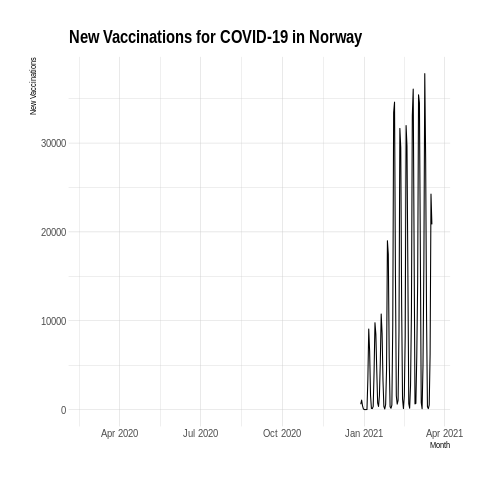 New Vaccinations for COVID-19 in Norway
New Vaccinations
30000
20000
10000
0
Apr 2020 Jul 2020 Oct 2020 Jan 2021 Apr 2021
Month